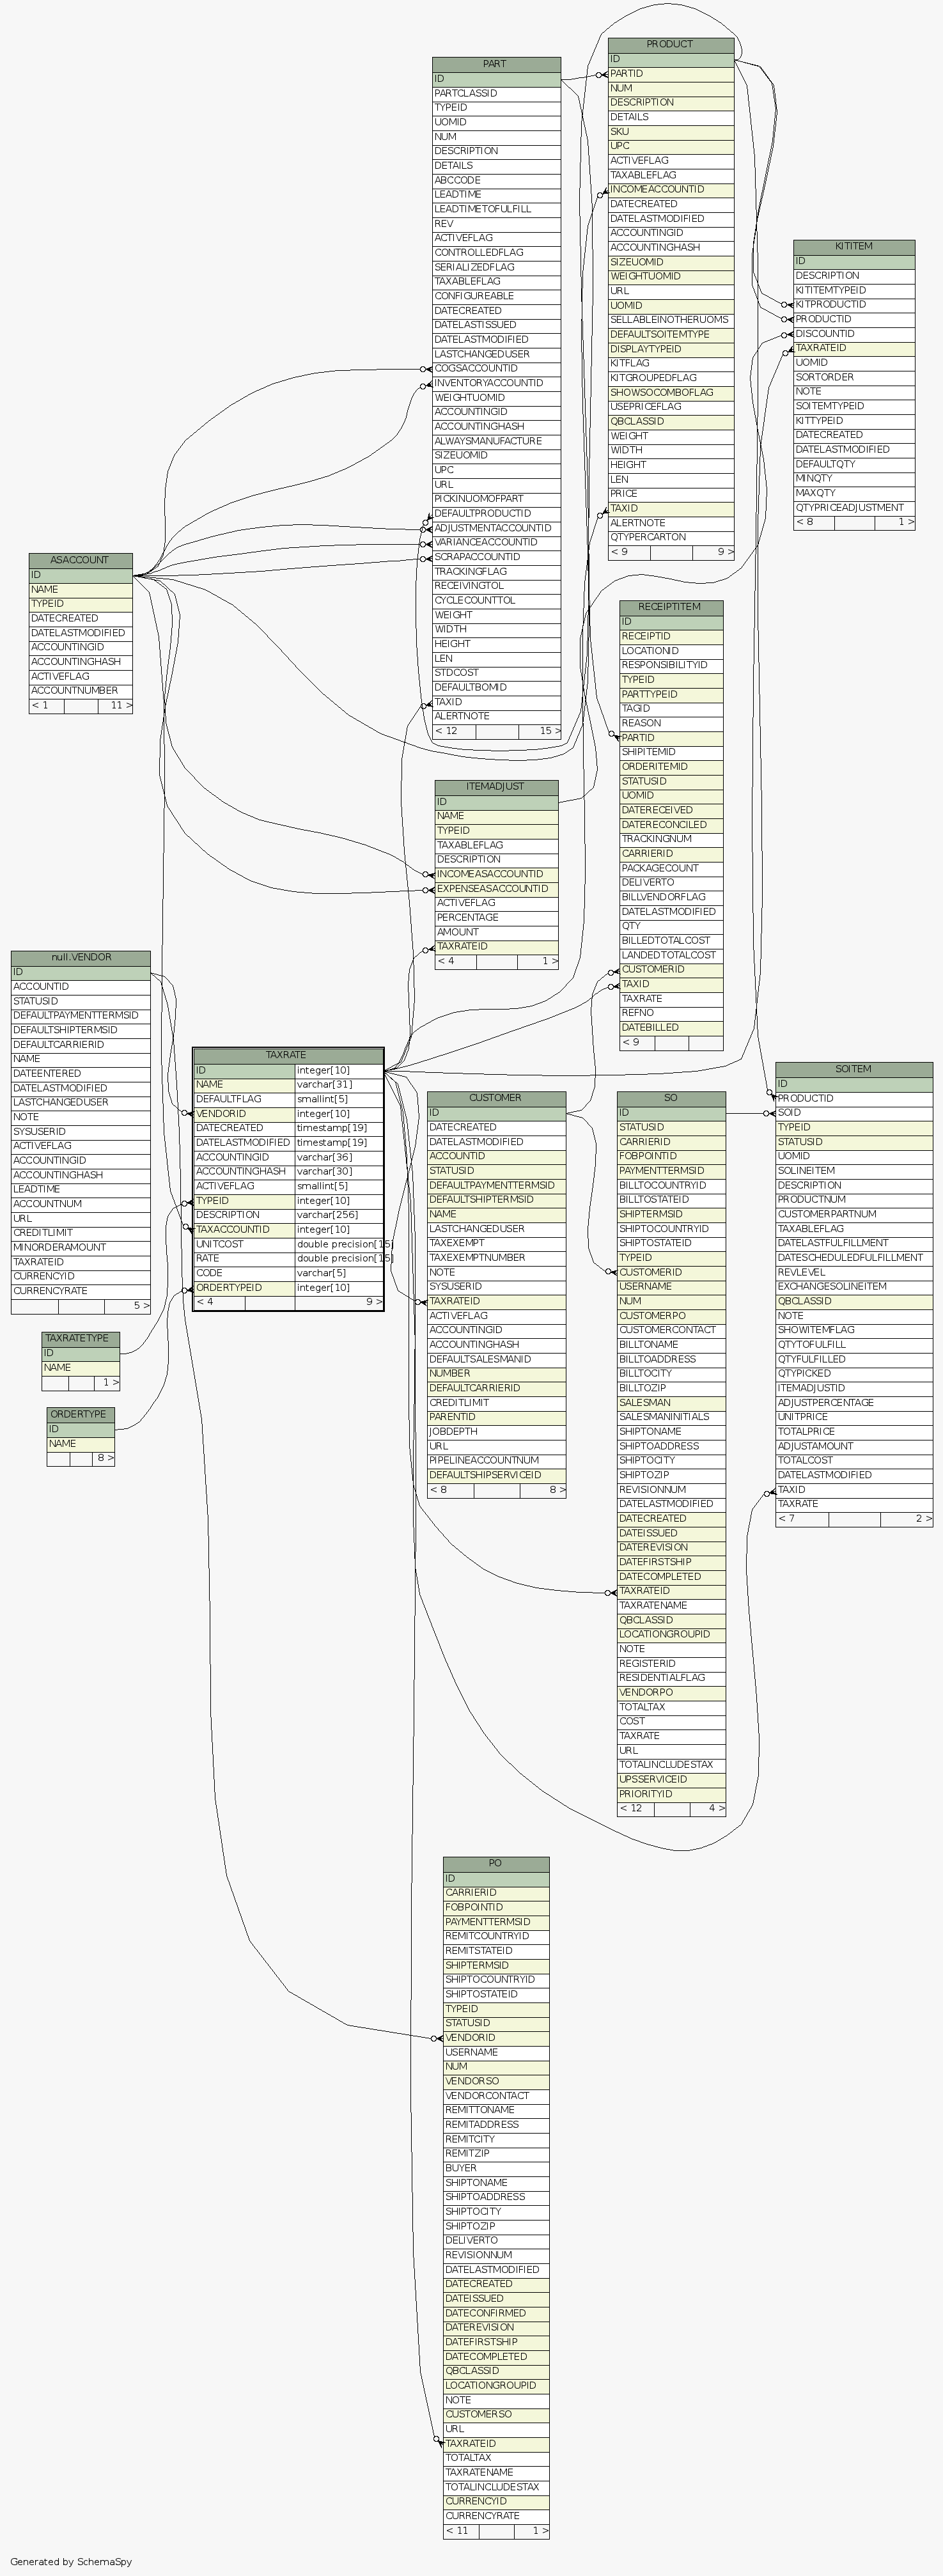 PRODUCT
ID
PARTID
NUM
DESCRIPTION
DETAILS
SKU
UPC
ACTIVEFLAG
TAXABLEFLAG
INCOMEACCOUNTID
DATECREATED
DATELASTMODIFIED
ACCOUNTINGID
ACCOUNTINGHASH
SIZEUOMID
WEIGHTUOMID
URL
UOMID
SELLABLEINOTHERUOMS
DEFAULTSOITEMTYPE
DISPLAYTYPEID
KITFLAG
KITGROUPEDFLAG
SHOWSOCOMBOFLAG
USEPRICEFLAG
QBCLASSID
WEIGHT
WIDTH
HEIGHT
LEN
PRICE
TAXID
ALERTNOTE
QTYPERCARTON
< 9 9 >
PART
ID
PARTCLASSID
TYPEID
UOMID
NUM
DESCRIPTION
DETAILS
ABCCODE
LEADTIME
LEADTIMETOFULFILL
REV
ACTIVEFLAG
CONTROLLEDFLAG
SERIALIZEDFLAG
TAXABLEFLAG
CONFIGUREABLE
DATECREATED
DATELASTISSUED
DATELASTMODIFIED
LASTCHANGEDUSER
COGSACCOUNTID
INVENTORYACCOUNTID
WEIGHTUOMID
ACCOUNTINGID
ACCOUNTINGHASH
ALWAYSMANUFACTURE
SIZEUOMID
UPC
URL
PICKINUOMOFPART
DEFAULTPRODUCTID
ADJUSTMENTACCOUNTID
VARIANCEACCOUNTID
SCRAPACCOUNTID
TRACKINGFLAG
RECEIVINGTOL
CYCLECOUNTTOL
WEIGHT
WIDTH
HEIGHT
LEN
STDCOST
DEFAULTBOMID
TAXID
ALERTNOTE
< 12 15 >
KITITEM
ID
DESCRIPTION
KITITEMTYPEID
KITPRODUCTID
PRODUCTID
DISCOUNTID
TAXRATEID
UOMID
SORTORDER
NOTE
SOITEMTYPEID
KITTYPEID
DATECREATED
DATELASTMODIFIED
DEFAULTQTY
MINQTY
MAXQTY
QTYPRICEADJUSTMENT
< 8 1 >
ASACCOUNT
ID
NAME
TYPEID
DATECREATED
DATELASTMODIFIED
ACCOUNTINGID
ACCOUNTINGHASH
ACTIVEFLAG
ACCOUNTNUMBER
< 1 11 >
RECEIPTITEM
ID
RECEIPTID
LOCATIONID
RESPONSIBILITYID
TYPEID
PARTTYPEID
TAGID
REASON
PARTID
SHIPITEMID
ORDERITEMID
STATUSID
UOMID
DATERECEIVED
DATERECONCILED
TRACKINGNUM
CARRIERID
PACKAGECOUNT
DELIVERTO
BILLVENDORFLAG
DATELASTMODIFIED
QTY
BILLEDTOTALCOST
LANDEDTOTALCOST
CUSTOMERID
TAXID
TAXRATE
REFNO
DATEBILLED
< 9
ITEMADJUST
ID
NAME
TYPEID
TAXABLEFLAG
DESCRIPTION
INCOMEASACCOUNTID
EXPENSEASACCOUNTID
ACTIVEFLAG
PERCENTAGE
AMOUNT
TAXRATEID
< 4 1 >
null.VENDOR
ID
ACCOUNTID
STATUSID
DEFAULTPAYMENTTERMSID
DEFAULTSHIPTERMSID
DEFAULTCARRIERID
NAME
DATEENTERED
DATELASTMODIFIED
LASTCHANGEDUSER
NOTE
SYSUSERID
ACTIVEFLAG
ACCOUNTINGID
ACCOUNTINGHASH
LEADTIME
ACCOUNTNUM
URL
CREDITLIMIT
MINORDERAMOUNT
TAXRATEID
CURRENCYID
CURRENCYRATE
5 >
TAXRATE
ID integer[10]
NAME varchar[31]
DEFAULTFLAG smallint[5]
VENDORID integer[10]
DATECREATED timestamp[19]
DATELASTMODIFIED timestamp[19]
ACCOUNTINGID varchar[36]
ACCOUNTINGHASH varchar[30]
ACTIVEFLAG smallint[5]
TYPEID integer[10]
DESCRIPTION varchar[256]
TAXACCOUNTID integer[10]
UNITCOST double precision[15]
RATE double precision[15]
CODE varchar[5]
ORDERTYPEID integer[10]
< 4 9 >
CUSTOMER
ID
DATECREATED
DATELASTMODIFIED
ACCOUNTID
STATUSID
DEFAULTPAYMENTTERMSID
DEFAULTSHIPTERMSID
NAME
LASTCHANGEDUSER
TAXEXEMPT
TAXEXEMPTNUMBER
NOTE
SYSUSERID
TAXRATEID
ACTIVEFLAG
ACCOUNTINGID
ACCOUNTINGHASH
DEFAULTSALESMANID
NUMBER
DEFAULTCARRIERID
CREDITLIMIT
PARENTID
JOBDEPTH
URL
PIPELINEACCOUNTNUM
DEFAULTSHIPSERVICEID
< 8 8 >
SO
ID
STATUSID
CARRIERID
FOBPOINTID
PAYMENTTERMSID
BILLTOCOUNTRYID
BILLTOSTATEID
SHIPTERMSID
SHIPTOCOUNTRYID
SHIPTOSTATEID
TYPEID
CUSTOMERID
USERNAME
NUM
CUSTOMERPO
CUSTOMERCONTACT
BILLTONAME
BILLTOADDRESS
BILLTOCITY
BILLTOZIP
SALESMAN
SALESMANINITIALS
SHIPTONAME
SHIPTOADDRESS
SHIPTOCITY
SHIPTOZIP
REVISIONNUM
DATELASTMODIFIED
DATECREATED
DATEISSUED
DATEREVISION
DATEFIRSTSHIP
DATECOMPLETED
TAXRATEID
TAXRATENAME
QBCLASSID
LOCATIONGROUPID
NOTE
REGISTERID
RESIDENTIALFLAG
VENDORPO
TOTALTAX
COST
TAXRATE
URL
TOTALINCLUDESTAX
UPSSERVICEID
PRIORITYID
< 12 4 >
SOITEM
ID
PRODUCTID
SOID
TYPEID
STATUSID
UOMID
SOLINEITEM
DESCRIPTION
PRODUCTNUM
CUSTOMERPARTNUM
TAXABLEFLAG
DATELASTFULFILLMENT
DATESCHEDULEDFULFILLMENT
REVLEVEL
EXCHANGESOLINEITEM
QBCLASSID
NOTE
SHOWITEMFLAG
QTYTOFULFILL
QTYFULFILLED
QTYPICKED
ITEMADJUSTID
ADJUSTPERCENTAGE
UNITPRICE
TOTALPRICE
ADJUSTAMOUNT
TOTALCOST
DATELASTMODIFIED
TAXID
TAXRATE
< 7 2 >
TAXRATETYPE
ID
NAME
1 >
ORDERTYPE
ID
NAME
8 >
PO
ID
CARRIERID
FOBPOINTID
PAYMENTTERMSID
REMITCOUNTRYID
REMITSTATEID
SHIPTERMSID
SHIPTOCOUNTRYID
SHIPTOSTATEID
TYPEID
STATUSID
VENDORID
USERNAME
NUM
VENDORSO
VENDORCONTACT
REMITTONAME
REMITADDRESS
REMITCITY
REMITZIP
BUYER
SHIPTONAME
SHIPTOADDRESS
SHIPTOCITY
SHIPTOZIP
DELIVERTO
REVISIONNUM
DATELASTMODIFIED
DATECREATED
DATEISSUED
DATECONFIRMED
DATEREVISION
DATEFIRSTSHIP
DATECOMPLETED
QBCLASSID
LOCATIONGROUPID
NOTE
CUSTOMERSO
URL
TAXRATEID
TOTALTAX
TAXRATENAME
TOTALINCLUDESTAX
CURRENCYID
CURRENCYRATE
< 11 1 >
Generated by SchemaSpy